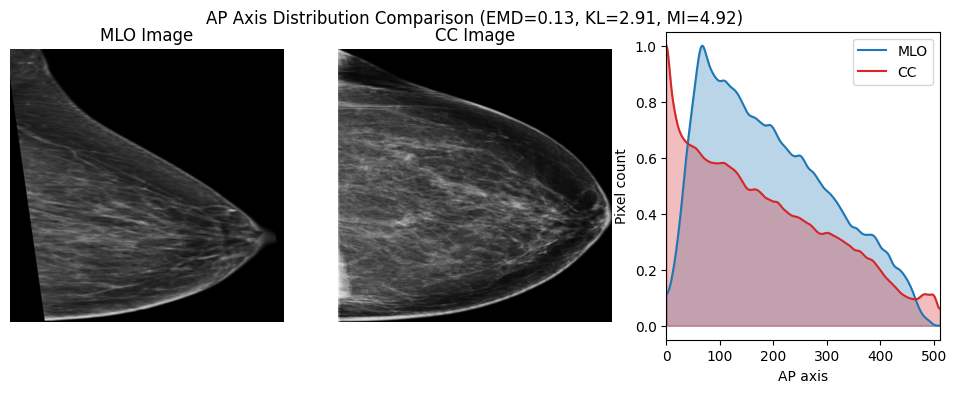 AP Axis Distribution Comparison (EMD=0.13, KL=2.91, MI=4.92)
MLO Image
CC Image
MLO
CC
Pixel count
1.0
0.8
0.6
0.4
0.2
0.0
0 100 200 300 400 500
AP axis